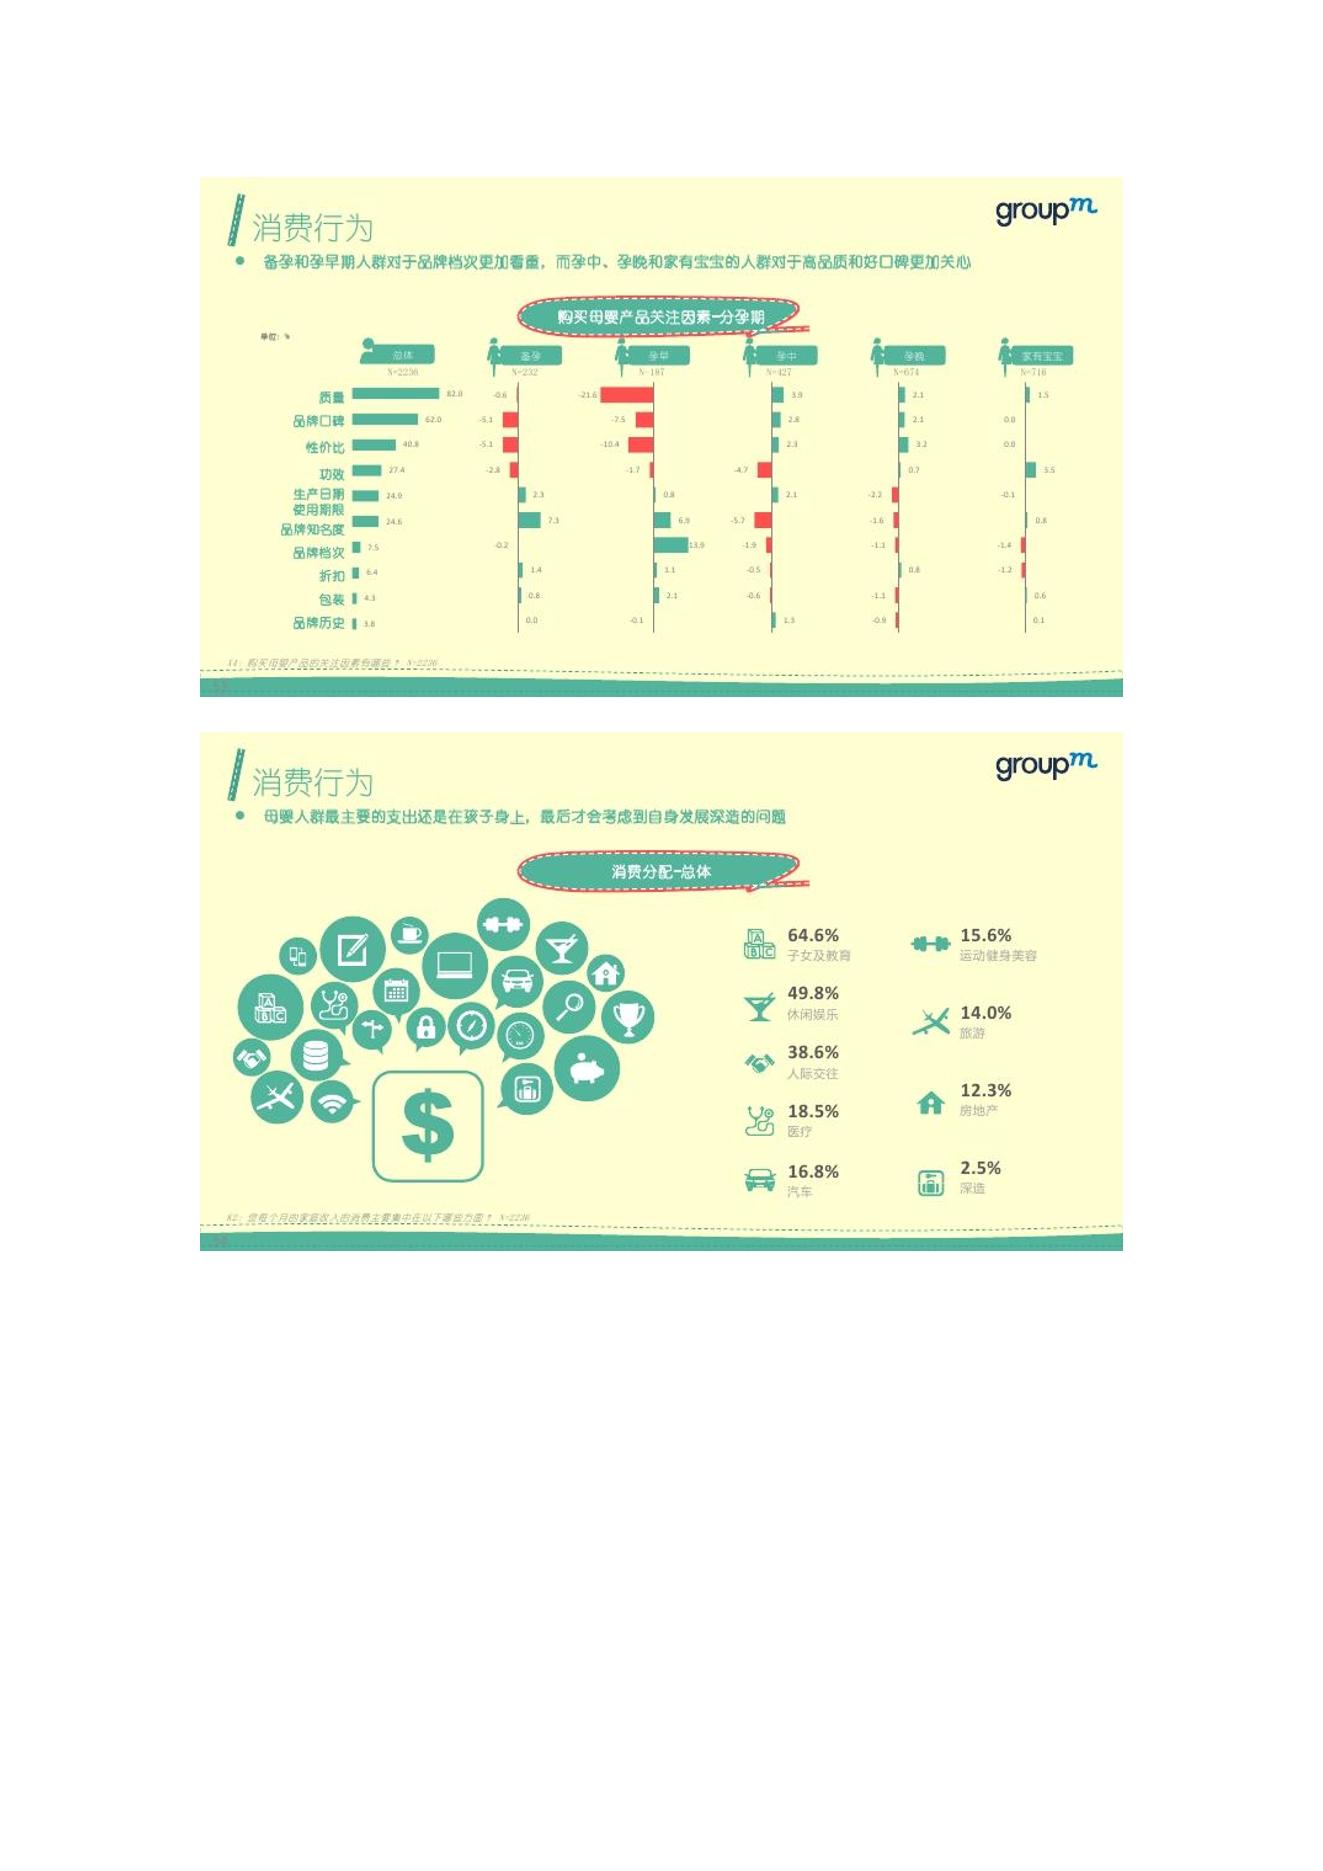 消费行为
groupm
● 备孕和孕早期人群对于品牌档次更加看重，而孕中、孕晚和家有宝宝的人群对于高品质和好口碑更加关心
购买母婴产品关注因素-分孕期
单位：%
总体 备孕 孕早 孕中 孕晚 家有宝宝
N=2236 N=232 N=187 N=427 N=674 N=716
质量 82.0 -0.6 -21.6 3.9 2.1 1.5
品牌口碑 62.0 -5.1 -7.5 2.8 2.1 0.0
性价比 40.8 -5.1 -10.4 2.3 3.2 0.0
功效 27.4 -2.8 -1.7 -4.7 0.7 5.5
生产日期
使用期限 24.9 2.3 0.8 2.1 -2.2 -0.1
品牌知名度 24.6 7.3 6.9 -5.7 -1.6 0.8
品牌档次 7.5 -0.2 13.9 -1.9 -1.1 -1.4
折扣 6.4 1.4 1.1 -0.5 0.8 -1.2
包装 4.3 0.8 2.1 -0.6 -1.1 0.6
品牌历史 3.8 0.0 -0.1 1.3 -0.9 0.1
X4：购买母婴产品的关注因素有哪些？ N=2236
消费行为
groupm
● 母婴人群最主要的支出还是在孩子身上，最后才会考虑到自身发展深造的问题
消费分配-总体
A
B C
$
64.6%
子女及教育
49.8%
休闲娱乐
38.6%
人际交往
18.5%
医疗
16.8%
汽车
15.6%
运动健身美容
14.0%
旅游
12.3%
房地产
2.5%
深造
K2：您每个月的家庭收入的消费主要集中在以下哪些方面？ N=2236